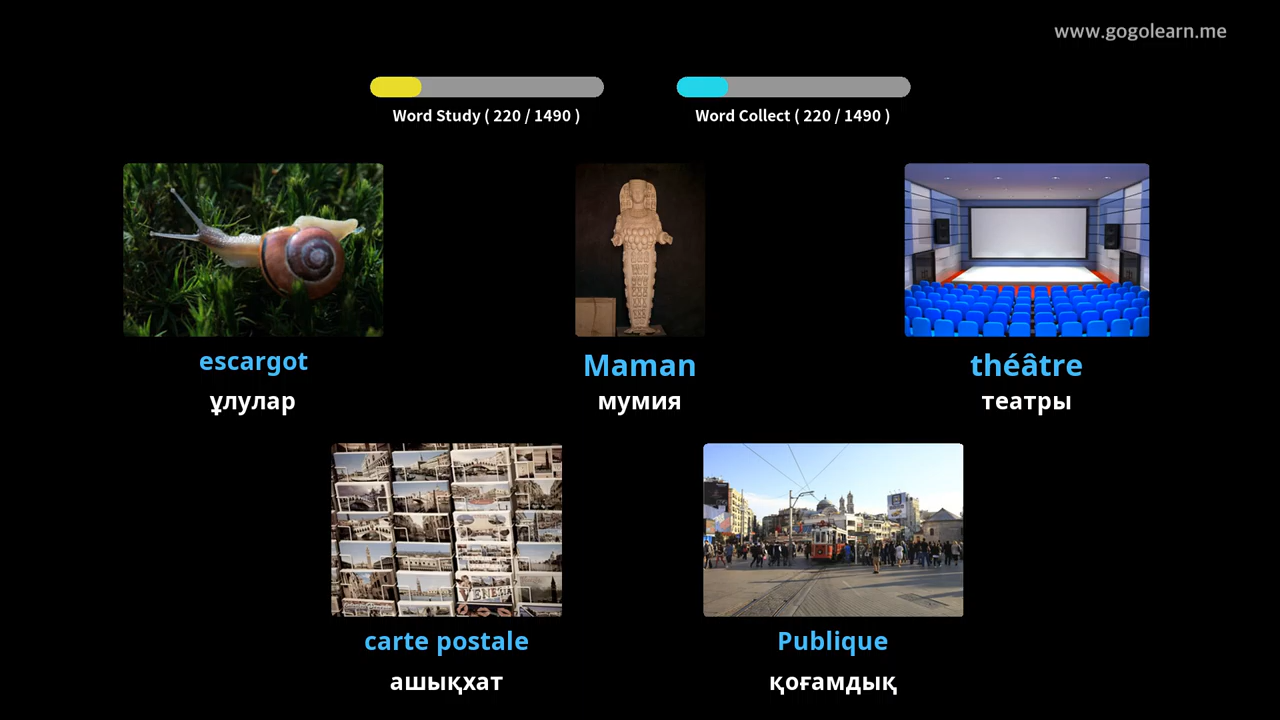 www.gogolearn.me
Word Study ( 220 / 1490 )
Word Collect ( 220 / 1490 )
escargot
ұлулар
Maman
мумия
théâtre
театры
carte postale
ашықхат
Publique
қоғамдық